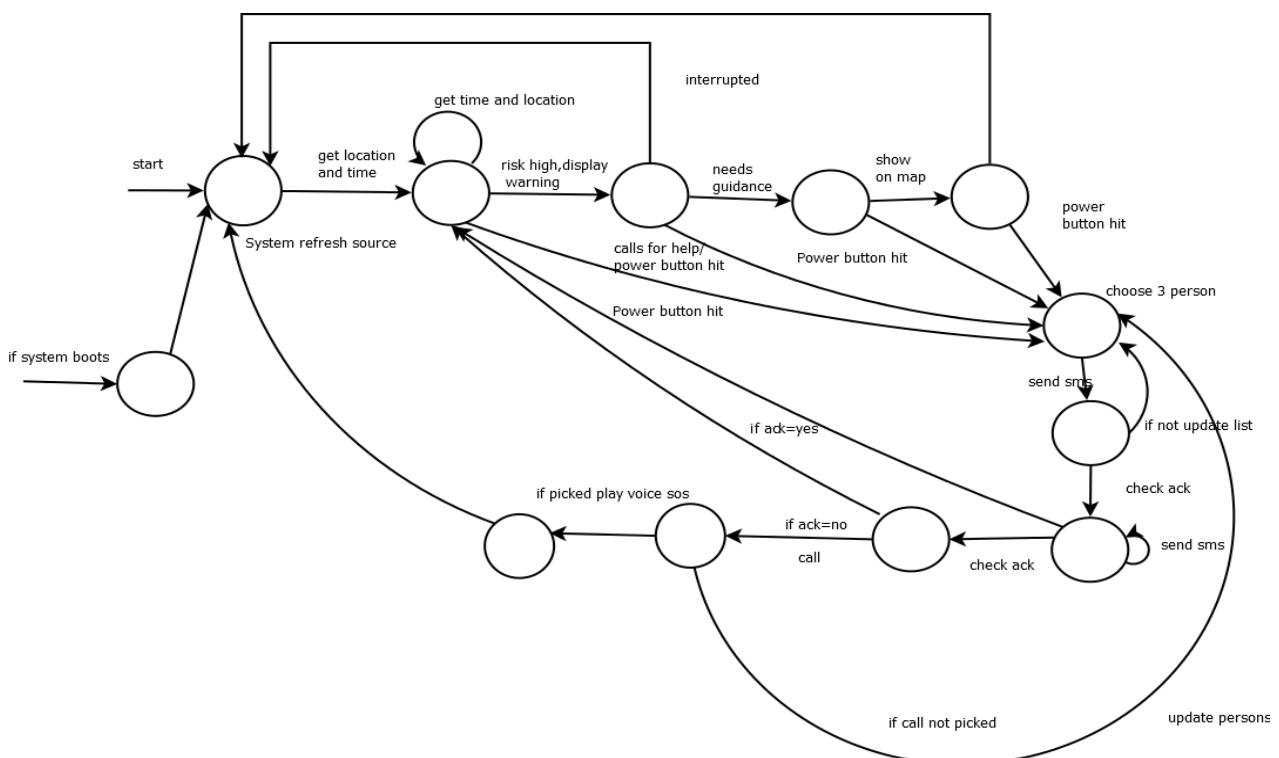 interrupted
get time and location
start
get location
and time
risk high,display
warning
needs
guidance
show
on map
power
button hit
System refresh source
calls for help/
power button hit
Power button hit
choose 3 person
Power button hit
if system boots
send sms
if not update list
if ack=yes
check ack
if picked play voice sos
if ack=no
call
check ack
send sms
if call not picked
update persons